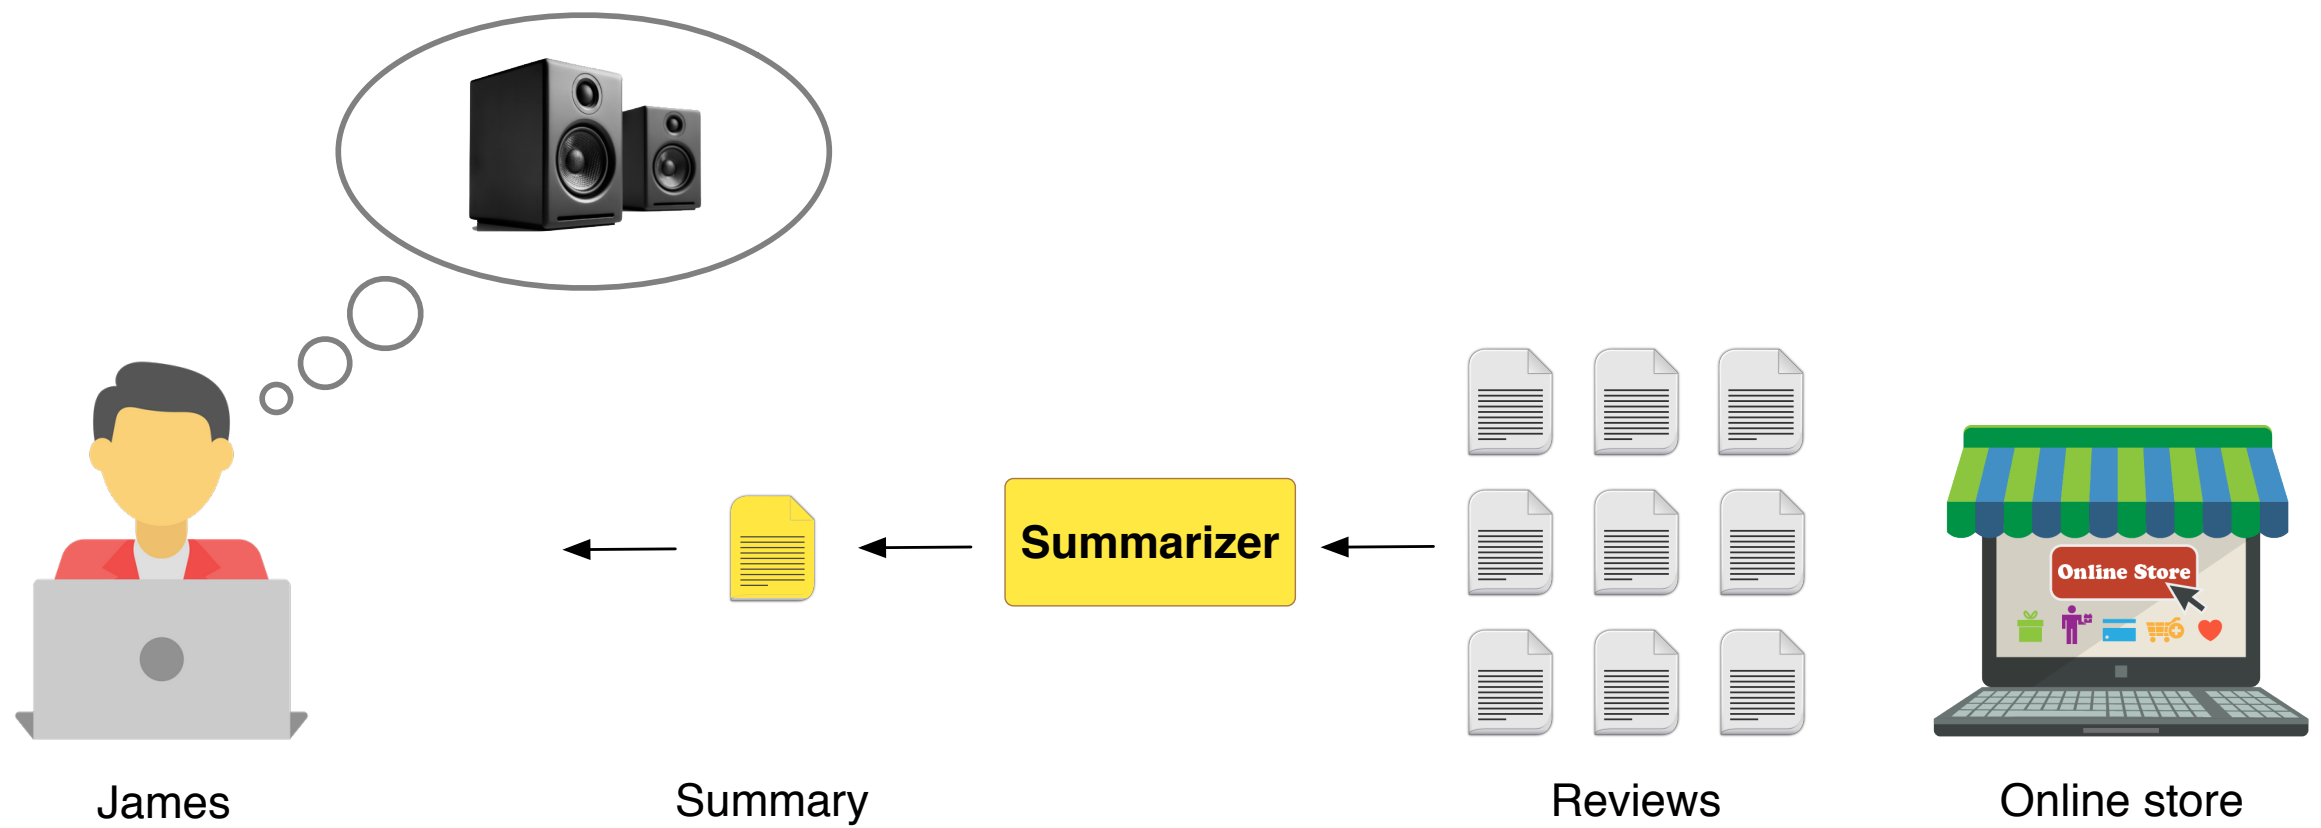 Summarizer
Online Store
James
Summary
Reviews
Online store